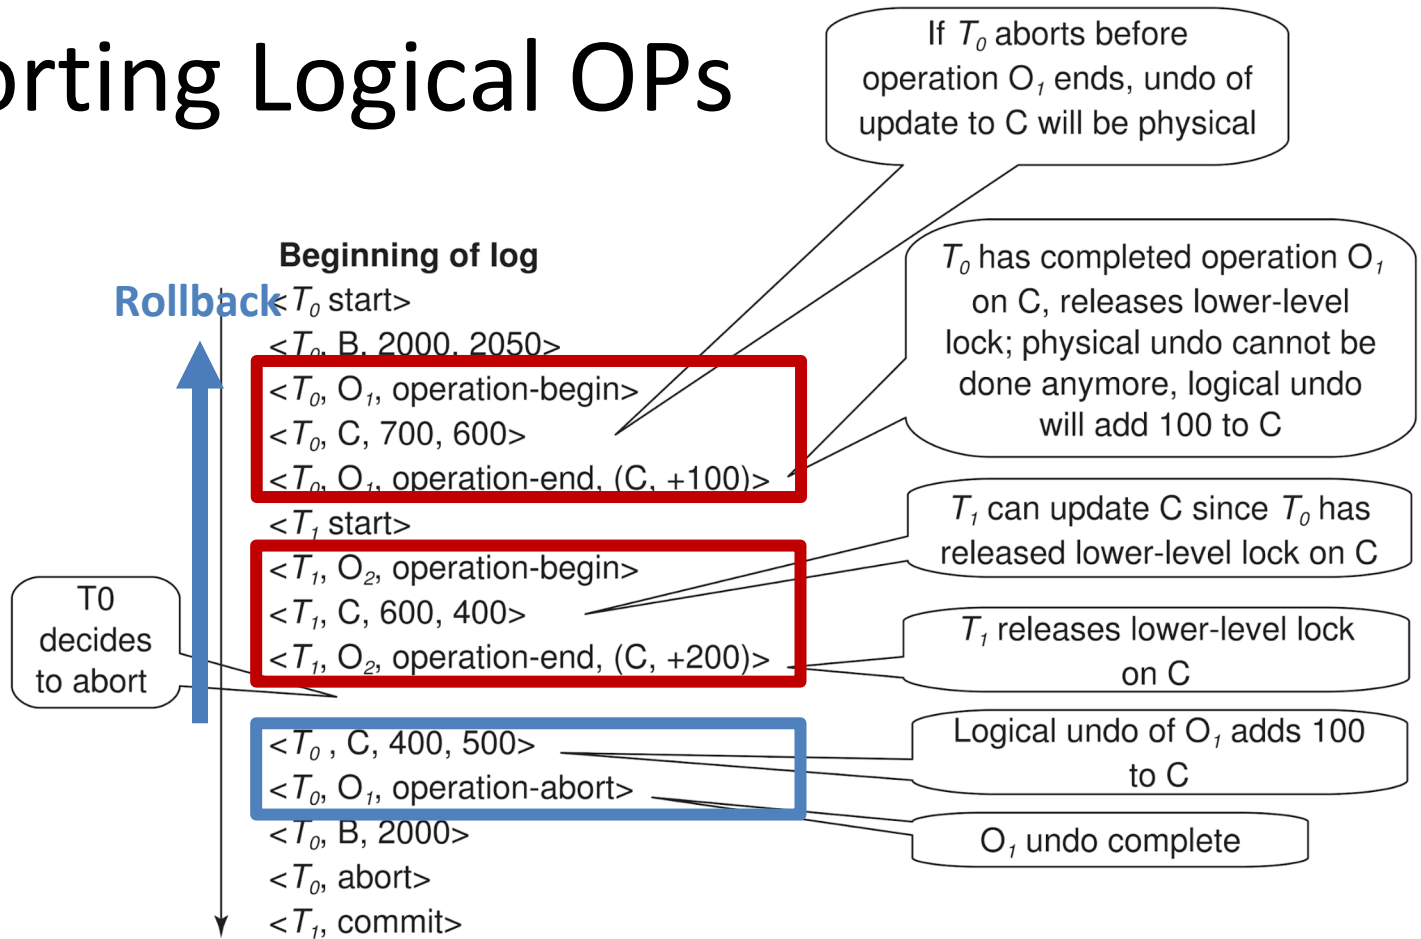 orting Logical OPs
If T0 aborts before
operation O1 ends, undo of
update to C will be physical
Beginning of log
Rollback
<T0 start>
<T0, B, 2000, 2050>
<T0, O1, operation-begin>
<T0, C, 700, 600>
<T0, O1, operation-end, (C, +100)>
<T1 start>
<T1, O2, operation-begin>
<T1, C, 600, 400>
<T1, O2, operation-end, (C, +200)>
T0
decides
to abort
<T0 , C, 400, 500>
<T0, O1, operation-abort>
<T0, B, 2000>
<T0, abort>
<T1, commit>
T0 has completed operation O1
on C, releases lower-level
lock; physical undo cannot be
done anymore, logical undo
will add 100 to C
T1 can update C since T0 has
released lower-level lock on C
T1 releases lower-level lock
on C
Logical undo of O1 adds 100
to C
O1 undo complete